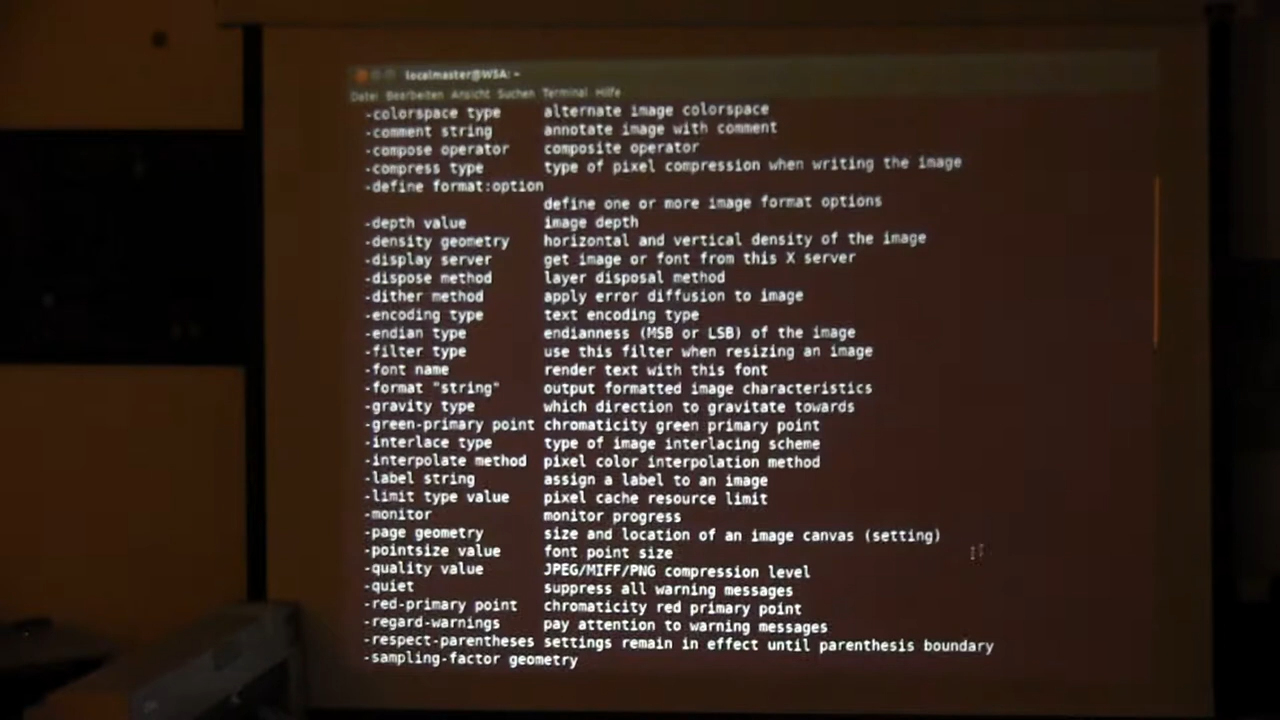 localmaster@WSA: ~
Datei Bearbeiten Ansicht Suchen Terminal Hilfe
-colorspace type alternate image colorspace
-comment string annotate image with comment
-compose operator composite operator
-compress type type of pixel compression when writing the image
-define format:option
define one or more image format options
-depth value image depth
-density geometry horizontal and vertical density of the image
-display server get image or font from this X server
-dispose method layer disposal method
-dither method apply error diffusion to image
-encoding type text encoding type
-endian type endianness (MSB or LSB) of the image
-filter type use this filter when resizing an image
-font name render text with this font
-format "string" output formatted image characteristics
-gravity type which direction to gravitate towards
-green-primary point chromaticity green primary point
-interlace type type of image interlacing scheme
-interpolate method pixel color interpolation method
-label string assign a label to an image
-limit type value pixel cache resource limit
-monitor monitor progress
-page geometry size and location of an image canvas (setting)
-pointsize value font point size
-quality value JPEG/MIFF/PNG compression level
-quiet suppress all warning messages
-red-primary point chromaticity red primary point
-regard-warnings pay attention to warning messages
-respect-parentheses settings remain in effect until parenthesis boundary
-sampling-factor geometry